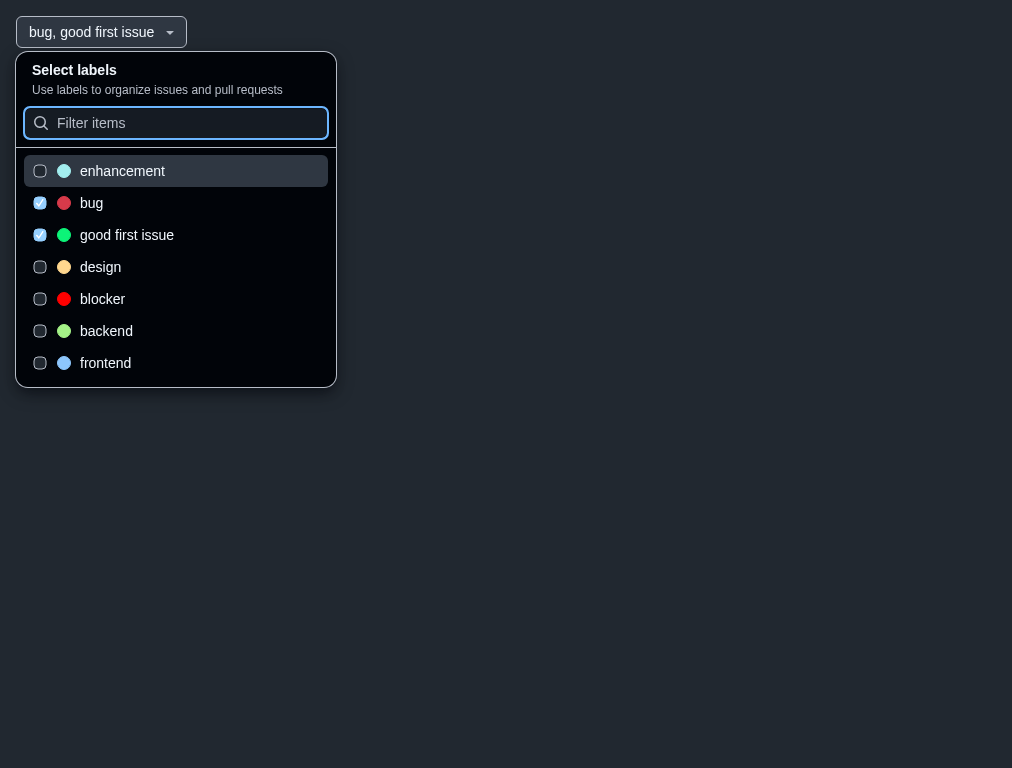 bug, good first issue
Select labels
Use labels to organize issues and pull requests
Filter items
enhancement
bug
good first issue
design
blocker
backend
frontend